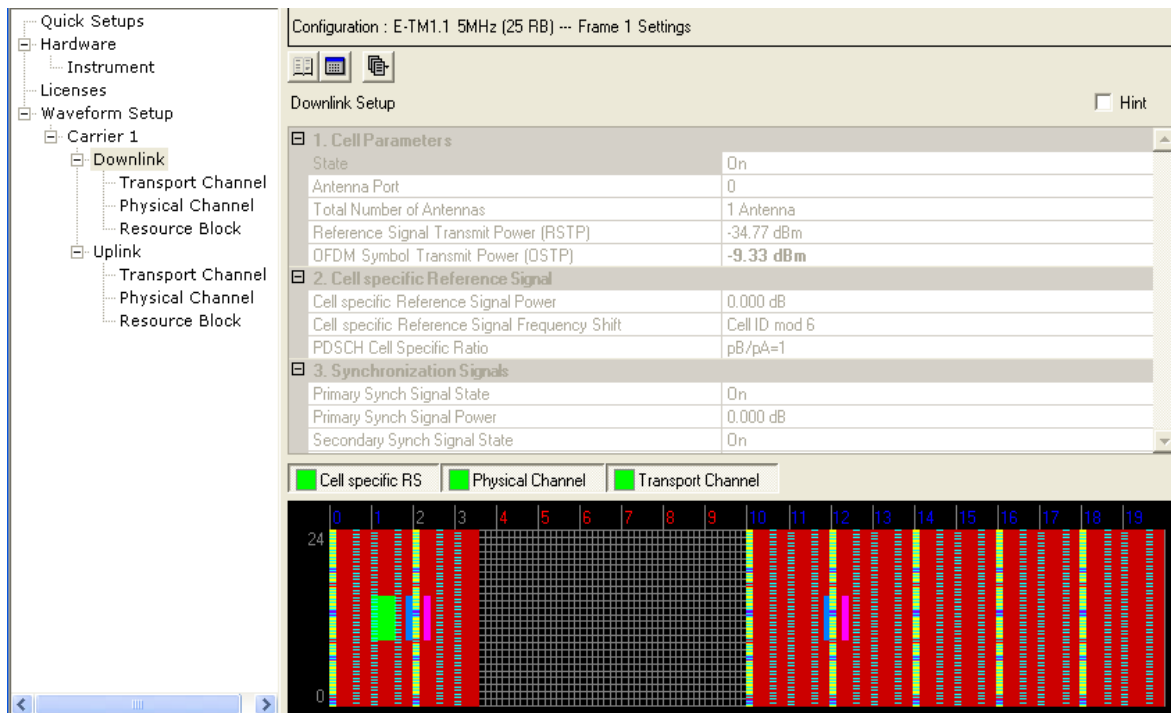 Quick Setups
Hardware
Instrument
Licenses
Waveform Setup
Carrier 1
Downlink
Transport Channel
Physical Channel
Resource Block
Uplink
Transport Channel
Physical Channel
Resource Block
Configuration : E-TM1.1 5MHz (25 RB) --- Frame 1 Settings
Downlink Setup Hint
1. Cell Parameters
State On
Antenna Port 0
Total Number of Antennas 1 Antenna
Reference Signal Transmit Power (RSTP) -34.77 dBm
OFDM Symbol Transmit Power (OSTP) -9.33 dBm
2. Cell specific Reference Signal
Cell specific Reference Signal Power 0.000 dB
Cell specific Reference Signal Frequency Shift Cell ID mod 6
PDSCH Cell Specific Ratio pB/pA=1
3. Synchronization Signals
Primary Synch Signal State On
Primary Synch Signal Power 0.000 dB
Secondary Synch Signal State On
Cell specific RS Physical Channel Transport Channel
0 1 2 3 4 5 6 7 8 9 10 11 12 13 14 15 16 17 18 19
24
0